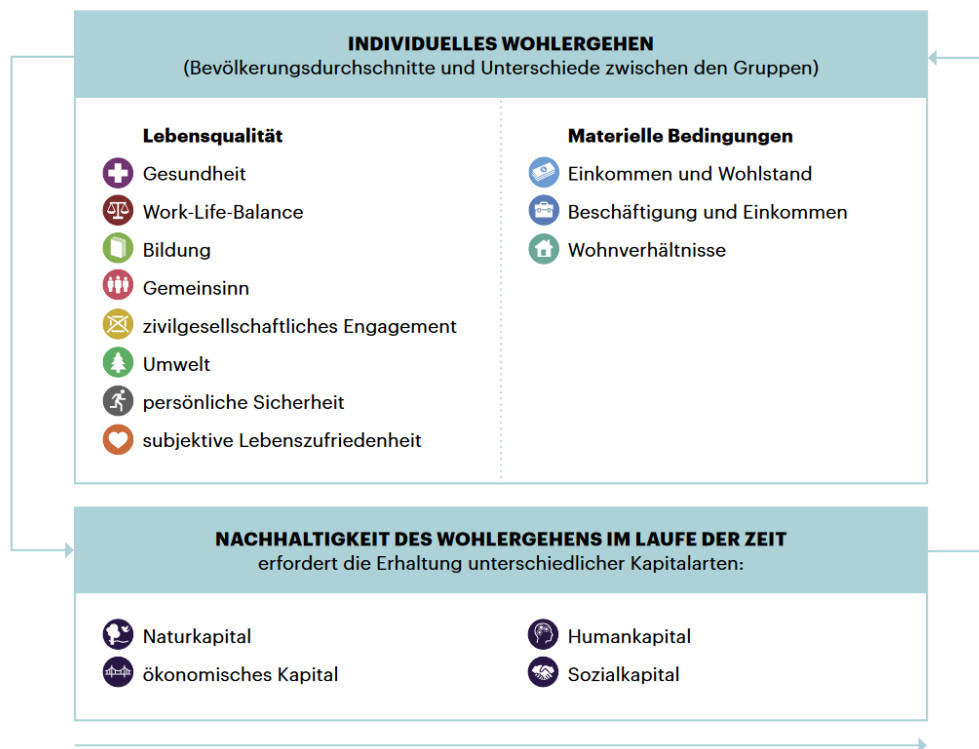 INDIVIDUELLES WOHLERGEHEN
(Bevölkerungsdurchschnitte und Unterschiede zwischen den Gruppen)
Lebensqualität
Gesundheit
Work-Life-Balance
Bildung
Gemeinsinn
zivilgesellschaftliches Engagement
Umwelt
persönliche Sicherheit
subjektive Lebenszufriedenheit
Materielle Bedingungen
Einkommen und Wohlstand
Beschäftigung und Einkommen
Wohnverhältnisse
NACHHALTIGKEIT DES WOHLERGEHENS IM LAUFE DER ZEIT
erfordert die Erhaltung unterschiedlicher Kapitalarten:
Naturkapital
ökonomisches Kapital
Humankapital
Sozialkapital